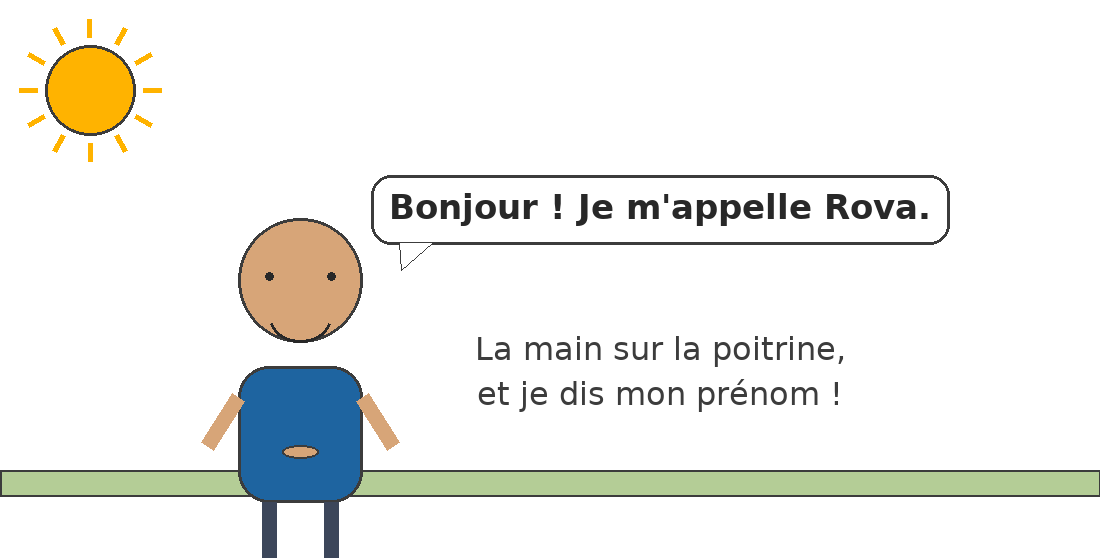 Bonjour ! Je m'appelle Rova.
La main sur la poitrine,
et je dis mon prénom !